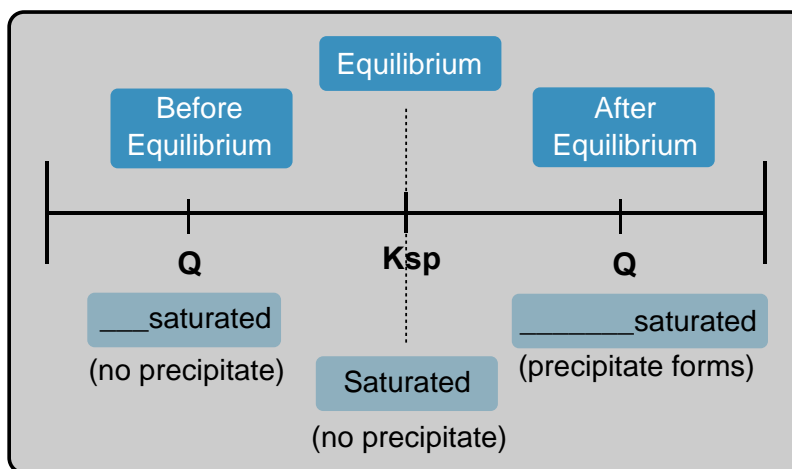 Equilibrium
Before
Equilibrium
After
Equilibrium
Q
Ksp
Q
___saturated
(no precipitate)
Saturated
(no precipitate)
_______saturated
(precipitate forms)